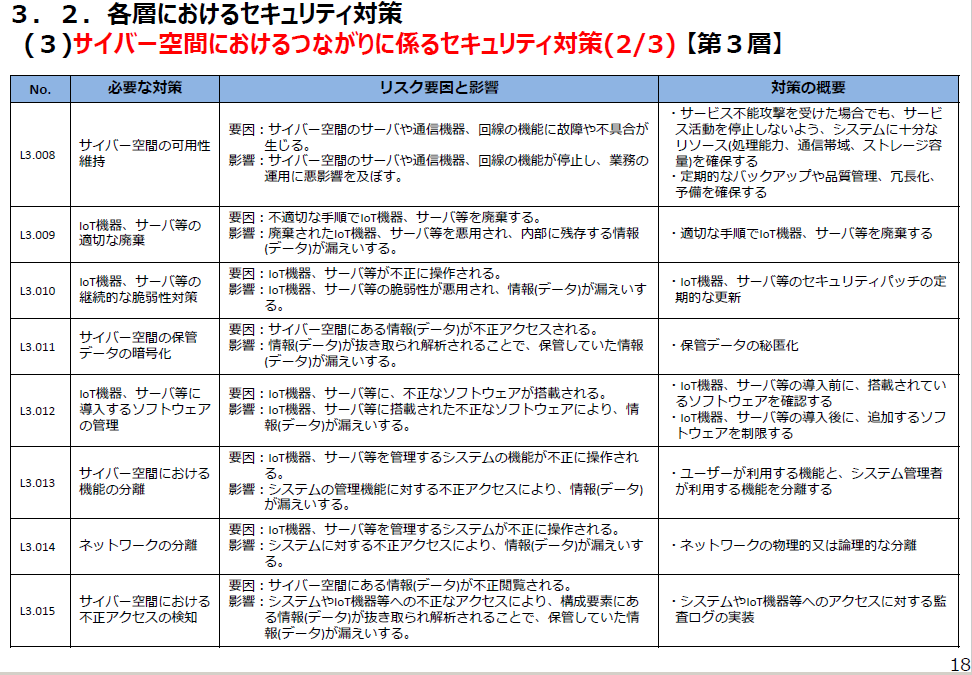 ３．２．各層におけるセキュリティ対策
(３)サイバー空間におけるつながりに係るセキュリティ対策(2/3)【第３層】
No.
必要な対策
リスク要因と影響
対策の概要
L3.008
サイバー空間の可用性
維持
要因：サイバー空間のサーバや通信機器、回線の機能に故障や不具合が
生じる。
影響：サイバー空間のサーバや通信機器、回線の機能が停止し、業務の
運用に悪影響を及ぼす。
・サービス不能攻撃を受けた場合でも、サービ
ス活動を停止しないよう、システムに十分な
リソース(処理能力、通信帯域、ストレージ容
量)を確保する
・定期的なバックアップや品質管理、冗長化、
予備を確保する
L3.009
IoT機器、サーバ等の
適切な廃棄
要因：不適切な手順でIoT機器、サーバ等を廃棄する。
影響：廃棄されたIoT機器、サーバ等を悪用され、内部に残存する情報
(データ)が漏えいする。
・適切な手順でIoT機器、サーバ等を廃棄する
L3.010
IoT機器、サーバ等の
継続的な脆弱性対策
要因：IoT機器、サーバ等が不正に操作される。
影響：IoT機器、サーバ等の脆弱性が悪用され、情報(データ)が漏えいす
る。
・IoT機器、サーバ等のセキュリティパッチの定
期的な更新
L3.011
サイバー空間の保管
データの暗号化
要因：サイバー空間にある情報(データ)が不正アクセスされる。
影響：情報(データ)が抜き取られ解析されることで、保管していた情報
(データ)が漏えいする。
・保管データの秘匿化
L3.012
IoT機器、サーバ等に
導入するソフトウェア
の管理
要因：IoT機器、サーバ等に、不正なソフトウェアが搭載される。
影響：IoT機器、サーバ等に搭載された不正なソフトウェアにより、情
報(データ)が漏えいする。
・IoT機器、サーバ等の導入前に、搭載されてい
るソフトウェアを確認する
・IoT機器、サーバ等の導入後に、追加するソフ
トウェアを制限する
L3.013
サイバー空間における
機能の分離
要因：IoT機器、サーバ等を管理するシステムの機能が不正に操作され
る。
影響：システムの管理機能に対する不正アクセスにより、情報(データ)
が漏えいする。
・ユーザーが利用する機能と、システム管理者
が利用する機能を分離する
L3.014
ネットワークの分離
要因：IoT機器、サーバ等を管理するシステムが不正に操作される。
影響：システムに対する不正アクセスにより、情報(データ)が漏えいす
る。
・ネットワークの物理的又は論理的な分離
L3.015
サイバー空間における
不正アクセスの検知
要因：サイバー空間にある情報(データ)が不正閲覧される。
影響：システムやIoT機器等への不正なアクセスにより、構成要素にあ
る情報(データ)が抜き取られ解析されることで、保管していた情
報(データ)が漏えいする。
・システムやIoT機器等へのアクセスに対する監
査ログの実装
18